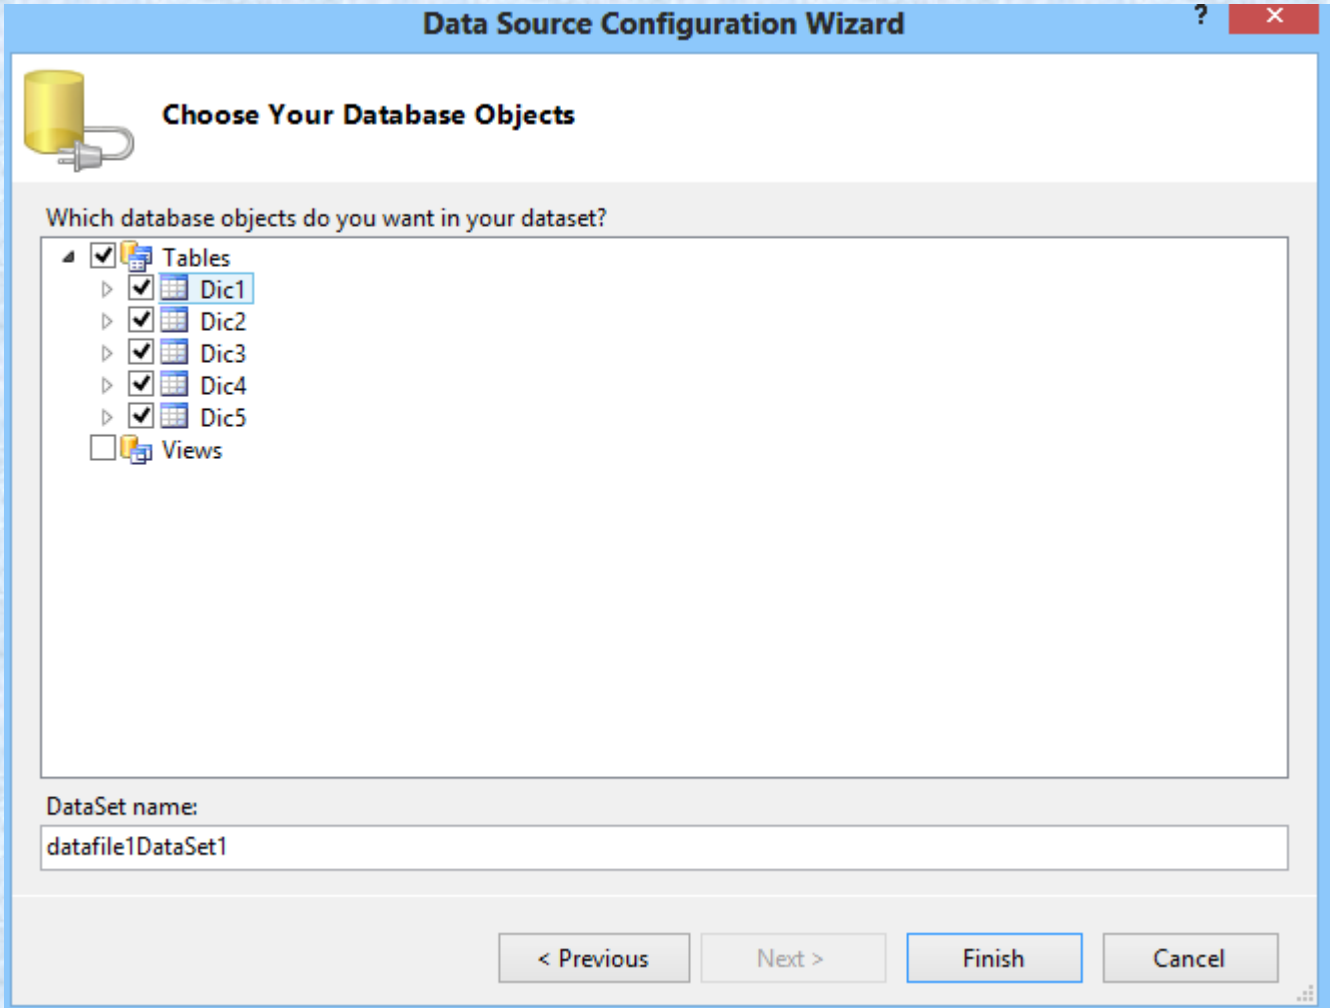 Data Source Configuration Wizard
?
Choose Your Database Objects
Which database objects do you want in your dataset?
Tables
Dic1
Dic2
Dic3
Dic4
Dic5
Views
DataSet name:
datafile1DataSet1
< Previous Next > Finish Cancel